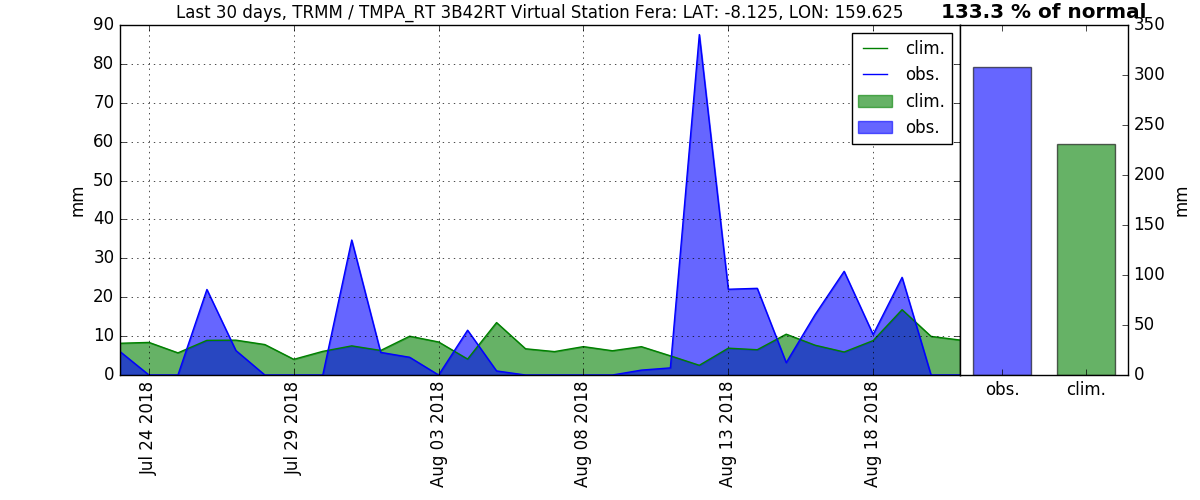 Last 30 days, TRMM / TMPA_RT 3B42RT Virtual Station Fera: LAT: -8.125, LON: 159.625
133.3 % of normal
90
80
70
60
50
40
30
20
10
0
mm
clim.
obs.
clim.
obs.
350
300
250
200
150
100
50
0
mm
Jul 24 2018
Jul 29 2018
Aug 03 2018
Aug 08 2018
Aug 13 2018
Aug 18 2018
obs.
clim.